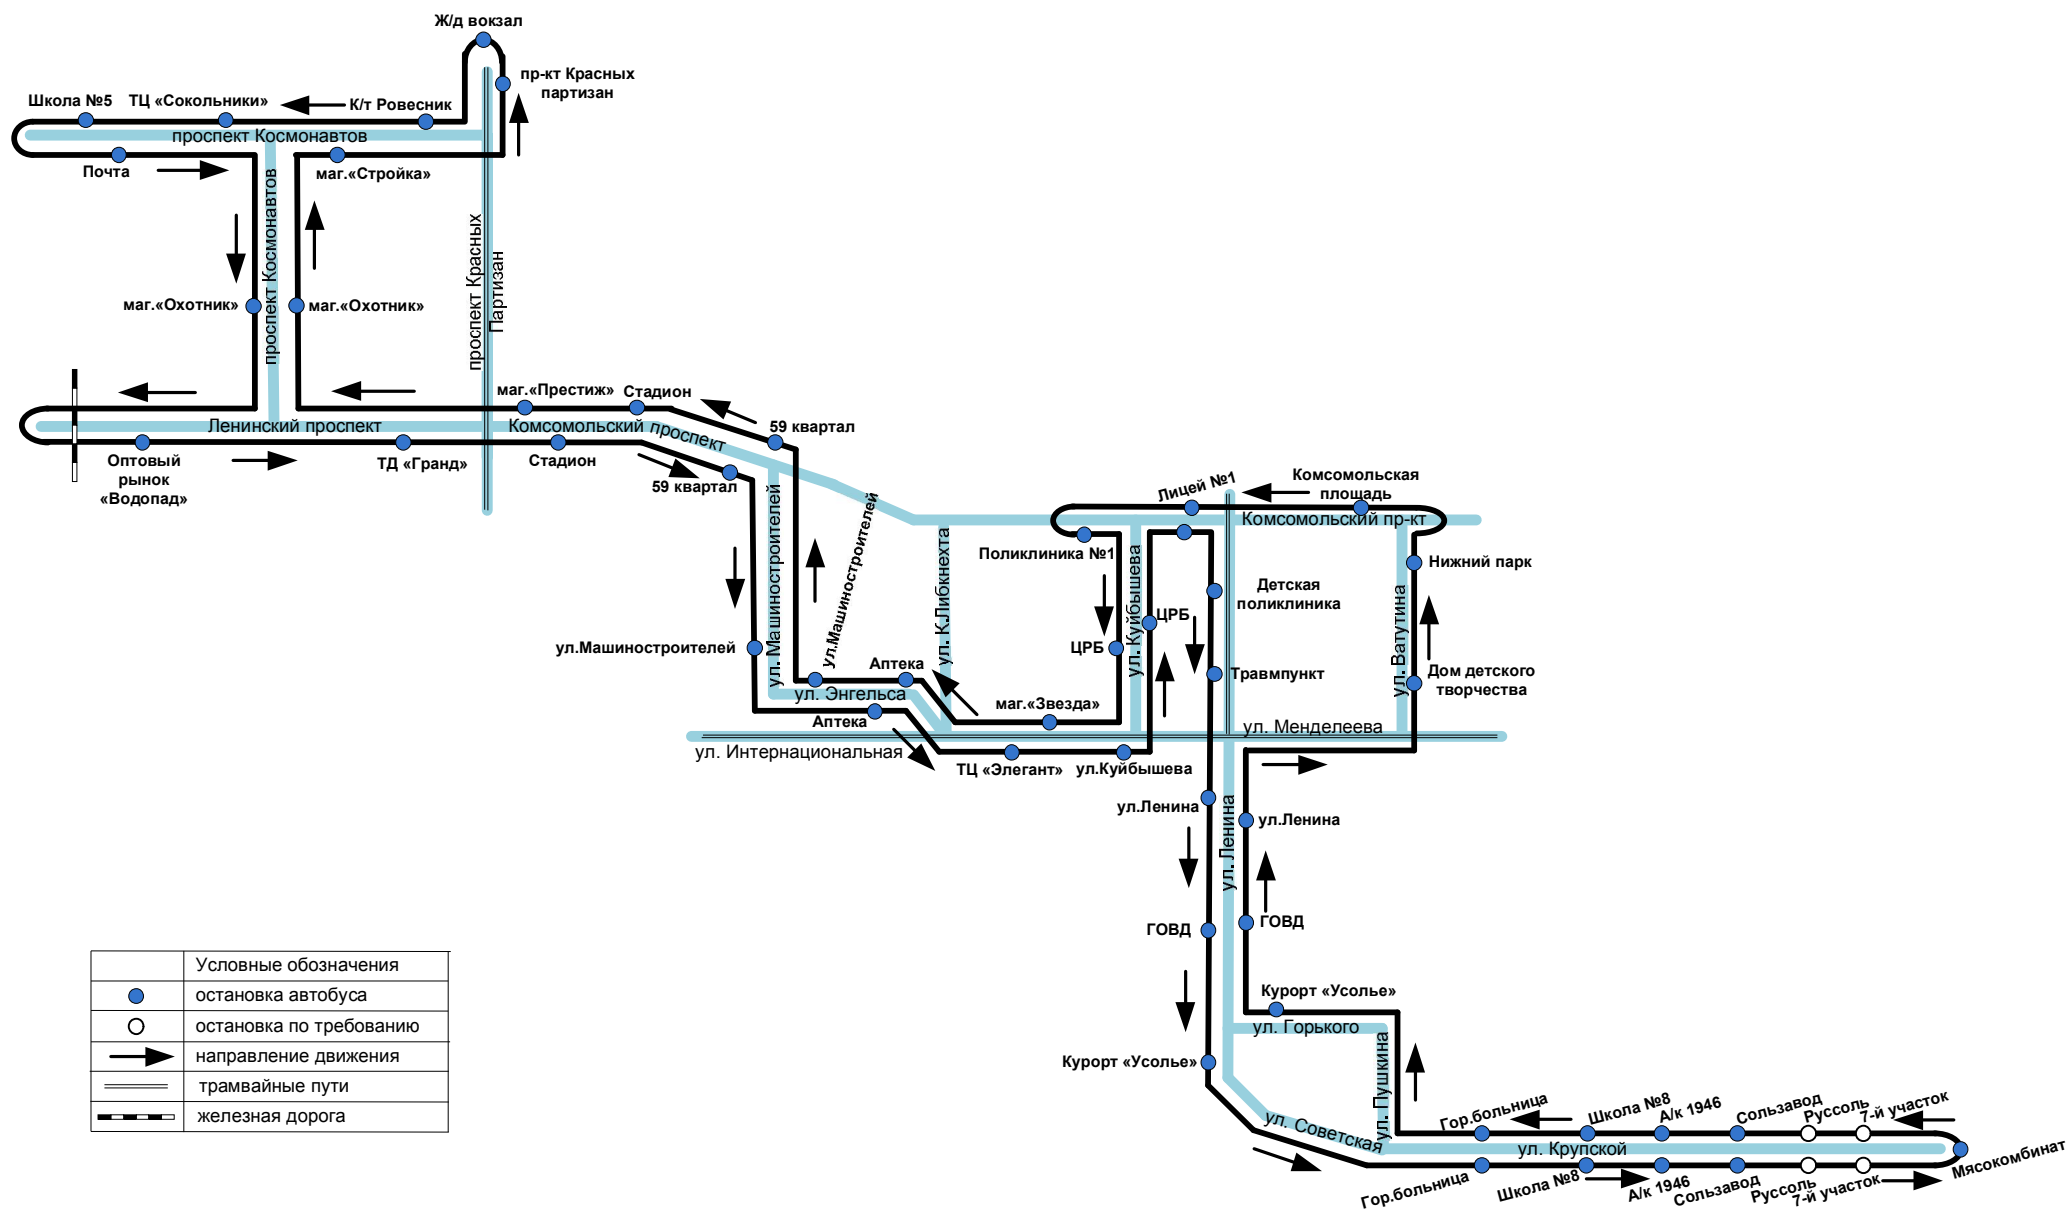 Ж/д вокзал
пр-кт Красных
партизан
Школа №5
ТЦ «Сокольники»
К/т Ровесник
проспект Космонавтов
Почта
маг.«Стройка»
проспект Космонавтов
проспект Красных
Партизан
маг.«Охотник»
маг.«Охотник»
маг.«Престиж»
Стадион
59 квартал
Ленинский проспект
Комсомольский проспект
Оптовый
рынок
«Водопад»
ТД «Гранд»
Стадион
59 квартал
ул. Машиностроителей
ул.Машиностроителей
ул.Машиностроителей
Аптека
ул. Энгельса
Аптека
ул. К.Либкнехта
Лицей №1
Комсомольская
площадь
Комсомольский пр-кт
Поликлиника №1
ул. Куйбышева
ЦРБ
ЦРБ
Детская
поликлиника
Травмпункт
Нижний парк
ул. Ватутина
Дом детского
творчества
маг.«Звезда»
ул. Менделеева
ул. Интернациональная
ТЦ «Элегант»
ул.Куйбышева
ул.Ленина
ул. Ленина
ул.Ленина
ГОВД
ГОВД
Курорт «Усолье»
ул. Горького
Курорт «Усолье»
ул. Пушкина
ул. Советская
Гор.больница
Школа №8
А/к 1946
Сользавод
Руссоль
7-й участок
ул. Крупской
Мясокомбинат
Гор.больница
Школа №8
А/к 1946
Сользавод
Руссоль
7-й участок
Условные обозначения
остановка автобуса
остановка по требованию
направление движения
трамвайные пути
железная дорога